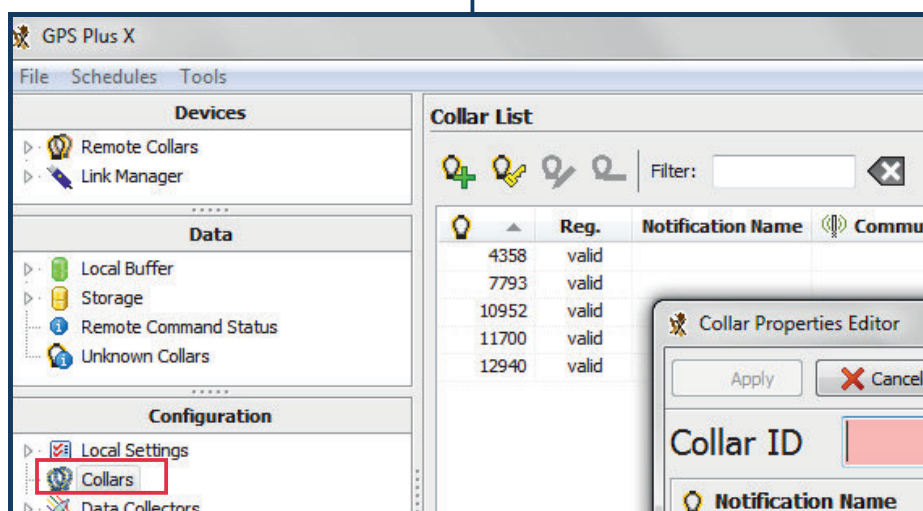 GPS Plus X
File Schedules Tools
Devices
Remote Collars
Link Manager
Data
Local Buffer
Storage
Remote Command Status
Unknown Collars
Configuration
Local Settings
Collars
Data Collectors
Collar List
Filter:
Reg. Notification Name Commu
4358 valid
7793 valid
10952 valid
11700 valid
12940 valid
Collar Properties Editor
Apply Cancel
Collar ID
Notification Name